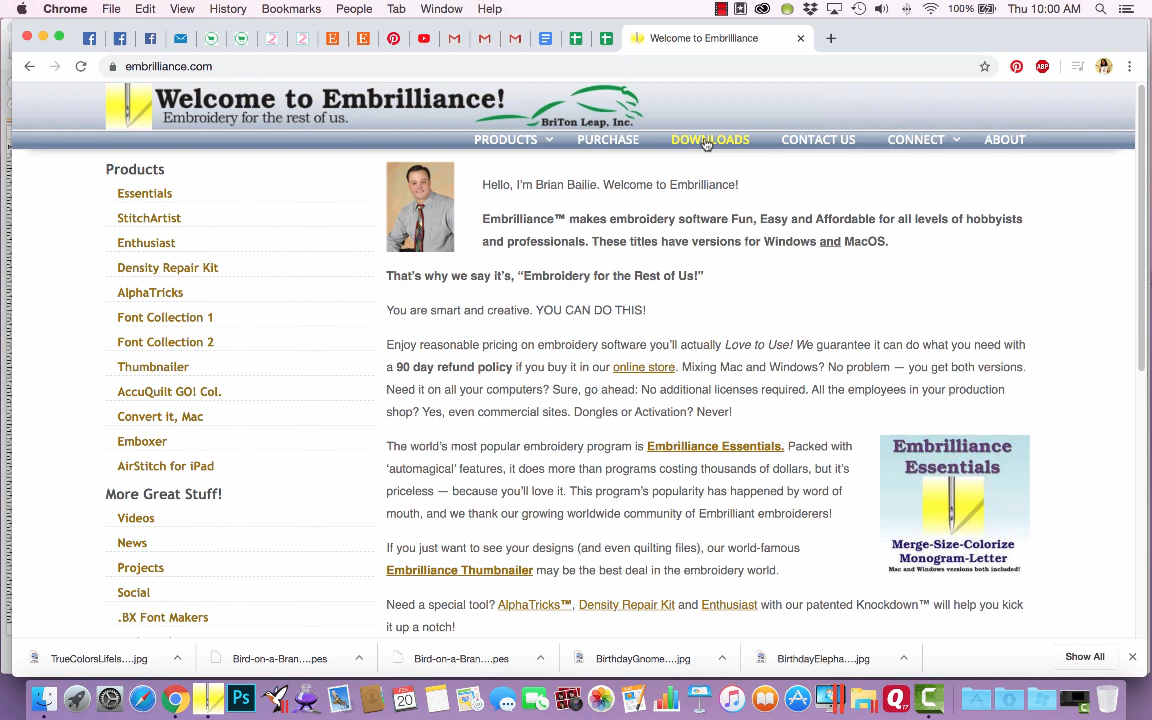 Chrome File Edit View History Bookmarks People Tab Window Help 100% Thu 10:00 AM
Welcome to Embrilliance
embrilliance.com
Welcome to Embrilliance!
Embroidery for the rest of us.
BriTon Leap, Inc.
PRODUCTS PURCHASE DOWNLOADS CONTACT US CONNECT ABOUT
Products
Essentials
StitchArtist
Enthusiast
Density Repair Kit
AlphaTricks
Font Collection 1
Font Collection 2
Thumbnailer
AccuQuilt GO! Col.
Convert it, Mac
Emboxer
AirStitch for iPad
More Great Stuff!
Videos
News
Projects
Social
.BX Font Makers
Hello, I'm Brian Bailie. Welcome to Embrilliance!
Embrilliance™ makes embroidery software Fun, Easy and Affordable for all levels of hobbyists
and professionals. These titles have versions for Windows and MacOS.
That's why we say it's, “Embroidery for the Rest of Us!”
You are smart and creative. YOU CAN DO THIS!
Enjoy reasonable pricing on embroidery software you'll actually Love to Use! We guarantee it can do what you need with
a 90 day refund policy if you buy it in our online store. Mixing Mac and Windows? No problem — you get both versions.
Need it on all your computers? Sure, go ahead: No additional licenses required. All the employees in your production
shop? Yes, even commercial sites. Dongles or Activation? Never!
The world's most popular embroidery program is Embrilliance Essentials. Packed with
‘automagical’ features, it does more than programs costing thousands of dollars, but it's
priceless — because you'll love it. This program's popularity has happened by word of
mouth, and we thank our growing worldwide community of Embrilliant embroiderers!
Embrilliance
Essentials
Merge-Size-Colorize
Monogram-Letter
Mac and Windows versions both included!
If you just want to see your designs (and even quilting files), our world-famous
Embrilliance Thumbnailer may be the best deal in the embroidery world.
Need a special tool? AlphaTricks™, Density Repair Kit and Enthusiast with our patented Knockdown™ will help you kick
it up a notch!
TrueColorsLifeIs....jpg Bird-on-a-Bran....pes Bird-on-a-Bran....pes BirthdayGnome....jpg BirthdayElepha....jpg Show All